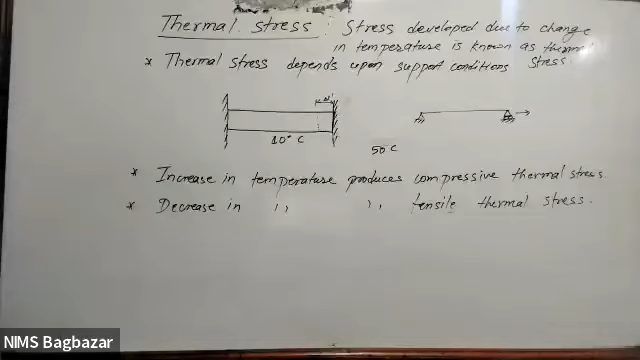 Thermal stress : Stress developed due to change
in temperature is known as thermal
* Thermal stress depends upon support conditions stress
10° C
50°C
* Increase in temperature produces compressive thermal stress.
* Decrease in ,, ,, tensile thermal stress.
NIMS Bagbazar